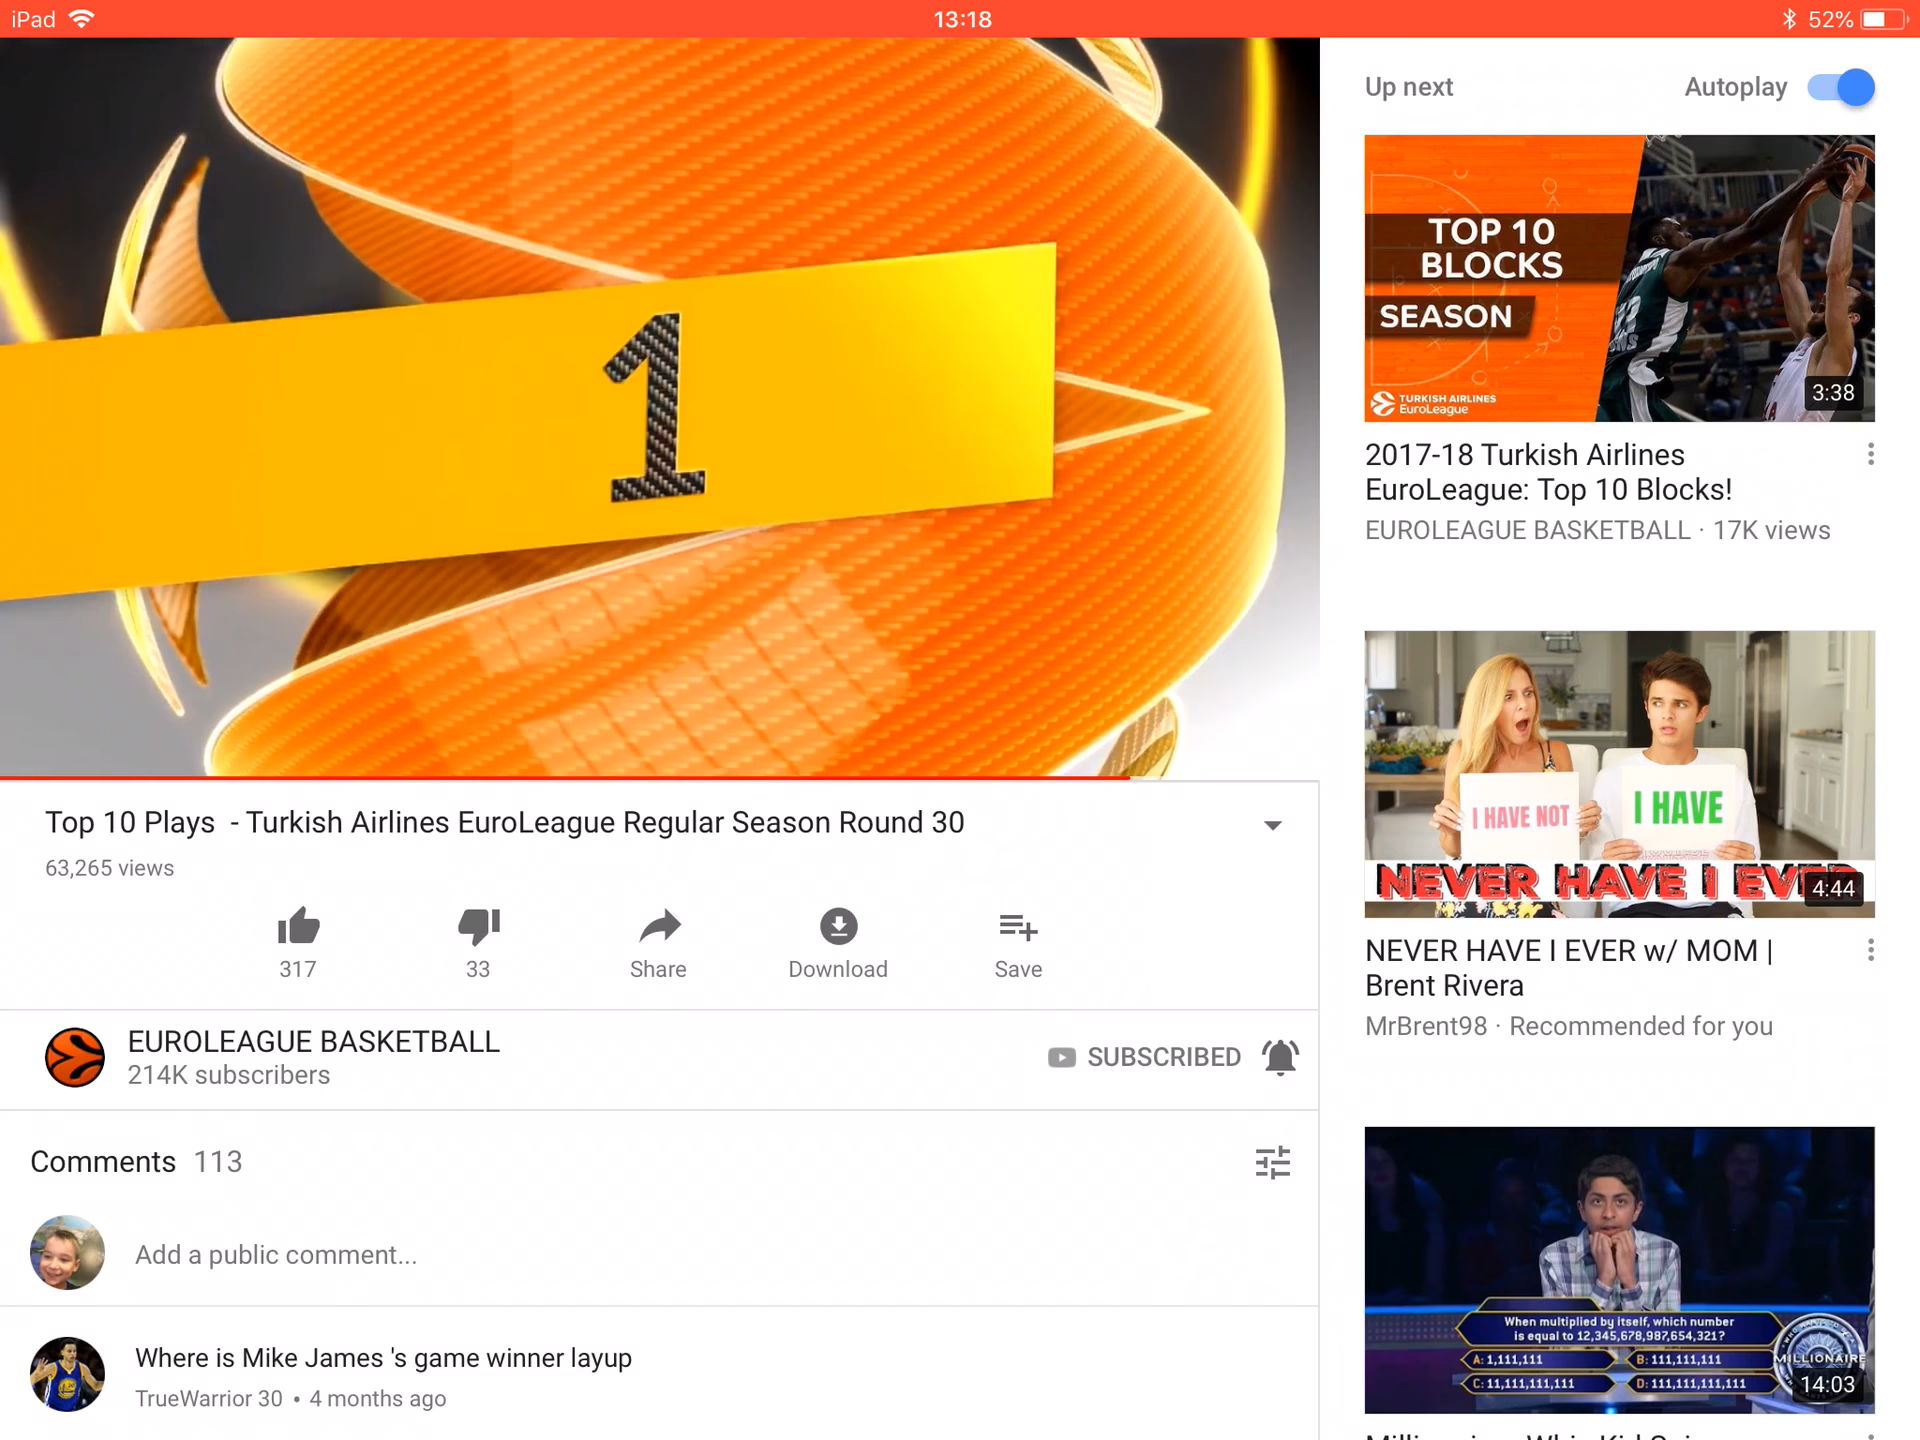 iPad
13:18
52%
1
Top 10 Plays  - Turkish Airlines EuroLeague Regular Season Round 30
63,265 views
317
33
Share
Download
Save
EUROLEAGUE BASKETBALL
214K subscribers
SUBSCRIBED
Comments 113
Add a public comment...
Where is Mike James 's game winner layup
TrueWarrior 30 • 4 months ago
Up next
Autoplay
TOP 10
BLOCKS
SEASON
TURKISH AIRLINES
EuroLeague
3:38
2017-18 Turkish Airlines
EuroLeague: Top 10 Blocks!
EUROLEAGUE BASKETBALL · 17K views
I HAVE NOT
I HAVE
NEVER HAVE I EVER
4:44
NEVER HAVE I EVER w/ MOM |
Brent Rivera
MrBrent98 · Recommended for you
When multiplied by itself, which number
is equal to 12,345,678,987,654,321?
A: 1,111,111
B: 111,111,111
C: 11,111,111,111
D: 111,111,111,111
MILLIONAIRE
14:03